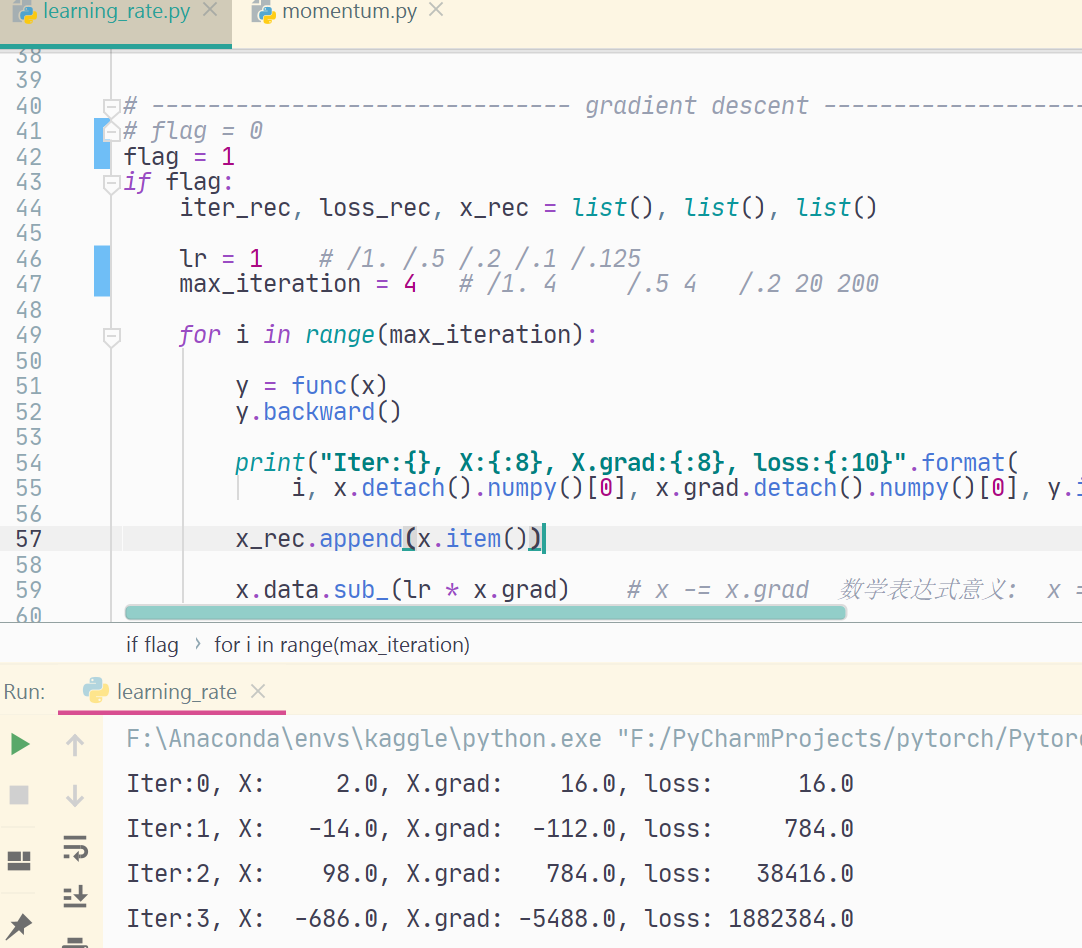 learning_rate.py momentum.py
38
39
40 # ------------------------------ gradient descent -------------------
41 # flag = 0
42 flag = 1
43 if flag:
44 iter_rec, loss_rec, x_rec = list(), list(), list()
45
46 lr = 1 # /1. /.5 /.2 /.1 /.125
47 max_iteration = 4 # /1. 4 /.5 4 /.2 20 200
48
49 for i in range(max_iteration):
50
51 y = func(x)
52 y.backward()
53
54 print("Iter:{}, X:{:8}, X.grad:{:8}, loss:{:10}".format(
55 i, x.detach().numpy()[0], x.grad.detach().numpy()[0], y.i
56
57 x_rec.append(x.item())
58
59 x.data.sub_(lr * x.grad) # x -= x.grad 数学表达式意义: x =
60
if flag › for i in range(max_iteration)
Run: learning_rate
F:\Anaconda\envs\kaggle\python.exe "F:/PyCharmProjects/pytorch/Pytor
Iter:0, X: 2.0, X.grad: 16.0, loss: 16.0
Iter:1, X: -14.0, X.grad: -112.0, loss: 784.0
Iter:2, X: 98.0, X.grad: 784.0, loss: 38416.0
Iter:3, X: -686.0, X.grad: -5488.0, loss: 1882384.0